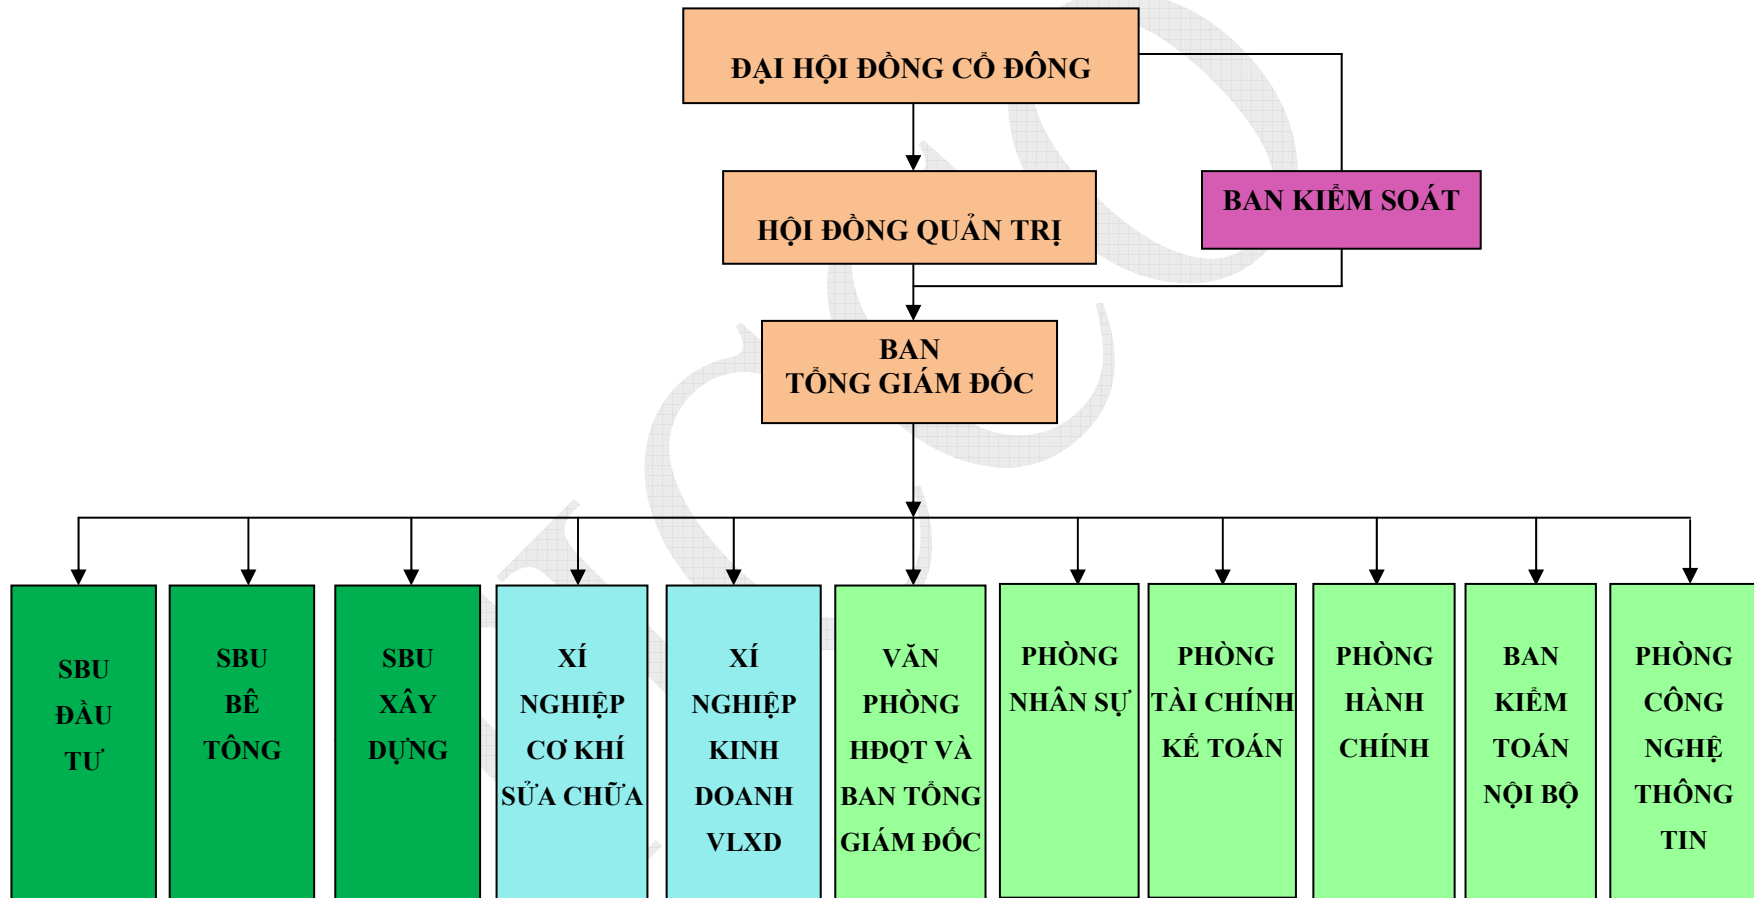 ĐẠI HỘI ĐỒNG CỔ ĐÔNG
HỘI ĐỒNG QUẢN TRỊ
BAN KIỂM SOÁT
BAN
TỔNG GIÁM ĐỐC
SBU
ĐẦU
TƯ
SBU
BÊ
TÔNG
SBU
XÂY
DỰNG
XÍ
NGHIỆP
CƠ KHÍ
SỬA CHỮA
XÍ
NGHIỆP
KINH
DOANH
VLXD
VĂN
PHÒNG
HĐQT VÀ
BAN TỔNG
GIÁM ĐỐC
PHÒNG
NHÂN SỰ
PHÒNG
TÀI CHÍNH
KẾ TOÁN
PHÒNG
HÀNH
CHÍNH
BAN
KIỂM
TOÁN
NỘI BỘ
PHÒNG
CÔNG
NGHỆ
THÔNG
TIN